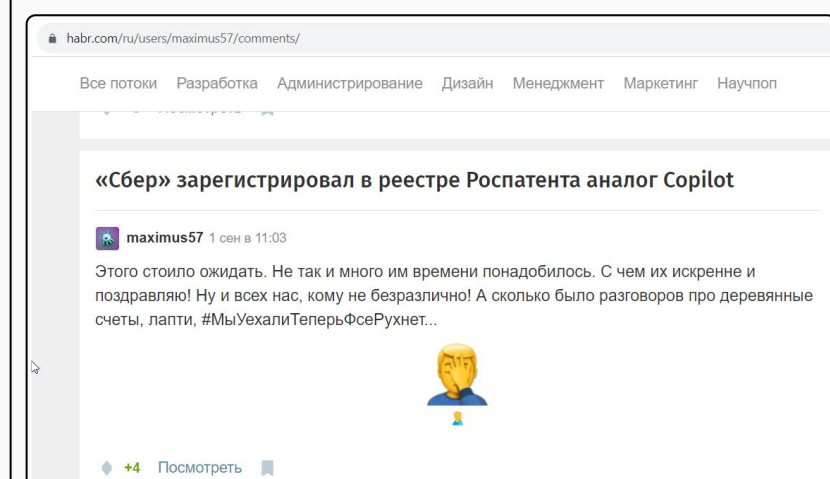 habr.com/ru/users/maximus57/comments/
Все потоки Разработка Администрирование Дизайн Менеджмент Маркетинг Научпоп
«Сбер» зарегистрировал в реестре Роспатента аналог Copilot
maximus57 1 сен в 11:03
Этого стоило ожидать. Не так и много им времени понадобилось. С чем их искренне и
поздравляю! Ну и всех нас, кому не безразлично! А сколько было разговоров про деревянные
счеты, лапти, #МыУехалиТеперьФсеРухнет...
+4 Посмотреть